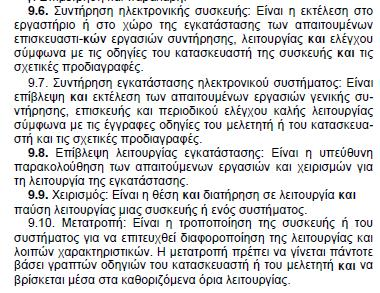 9.6. Συντήρηση ηλεκτρονικής συσκευής: Είναι η εκτέλεση στο
εργαστήριο ή στο χώρο της εγκατάστασης των απαιτουμένων
επισκευαστι-κών εργασιών συντήρησης, λειτουργίας και ελέγχου
σύμφωνα με τις οδηγίες του κατασκευαστή της συσκευής και τις
σχετικές προδιαγραφές.
9.7. Συντήρηση εγκατάστασης ηλεκτρονικού συστήματος: Είναι
επίβλεψη και εκτέλεση των απαιτουμένων εργασιών γενικής συ-
ντήρησης, επισκευής και περιοδικού ελέγχου καλής λειτουργίας
σύμφωνα με τις έγγραφες οδηγίες του μελετητή ή του κατασκευα-
στή και τις σχετικές προδιαγραφές.
9.8. Επίβλεψη λειτουργίας εγκατάστασης: Είναι η υπεύθυνη
παρακολούθηση των απαιτουμένων εργασιών και χειρισμών για
τη λειτουργία της εγκατάστασης.
9.9. Χειρισμός: Είναι η θέση και διατήρηση σε λειτουργία και
παύση λειτουργίας μιας συσκευής ή ενός συστήματος.
9.10. Μετατροπή: Είναι η τροποποίηση της συσκευής ή του
συστήματος για να επιτευχθεί διαφοροποίηση της λειτουργίας και
λοιπών χαρακτηριστικών. Η μετατροπή πρέπει να γίνεται πάντοτε
βάσει γραπτών οδηγιών του κατασκευαστή ή του μελετητή και να
βρίσκεται μέσα στα καθοριζόμενα όρια λειτουργίας.